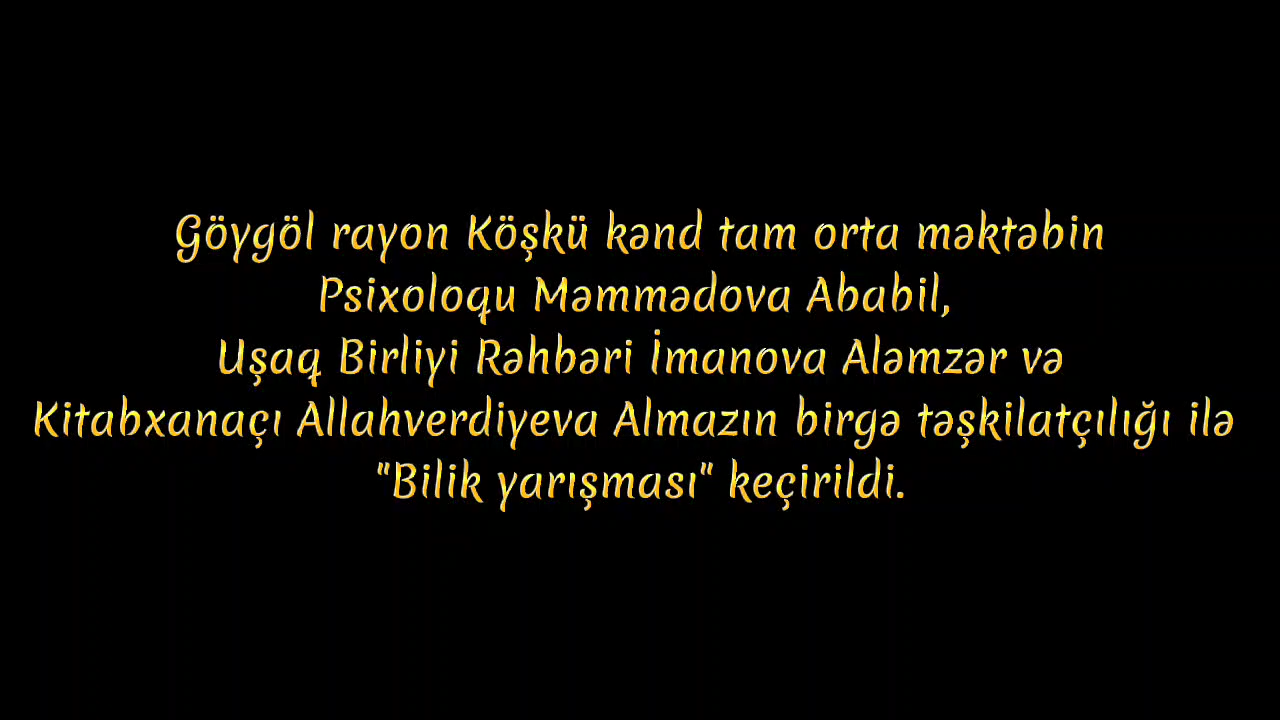 Göygöl rayon Köşkü kənd tam orta məktəbin
Psixoloqu Məmmədova Ababil,
Uşaq Birliyi Rəhbəri İmanova Aləmzər və
Kitabxanaçı Allahverdiyeva Almazın birgə təşkilatçılığı ilə
"Bilik yarışması" keçirildi.